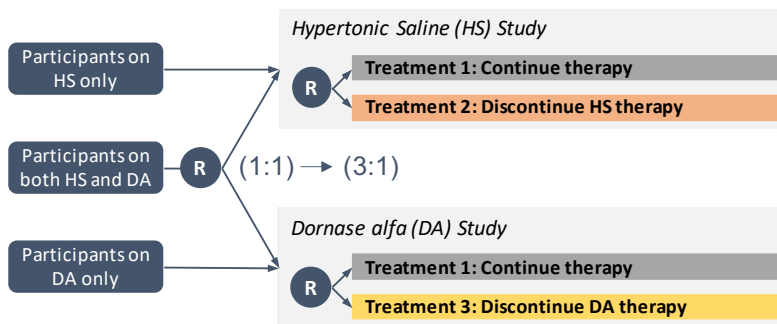 Hypertonic Saline (HS) Study
Participants on
HS only
R
Treatment 1: Continue therapy
Treatment 2: Discontinue HS therapy
Participants on
both HS and DA
R
(1:1) → (3:1)
Dornase alfa (DA) Study
Participants on
DA only
R
Treatment 1: Continue therapy
Treatment 3: Discontinue DA therapy